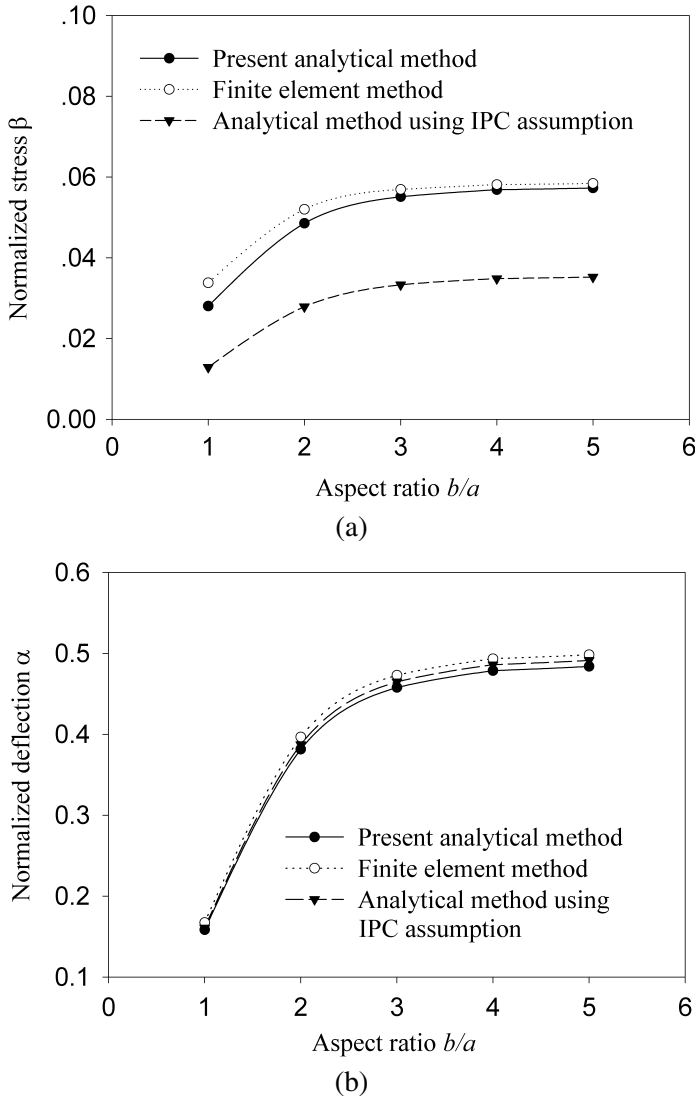 .10
.08
.06
.04
.02
0.00
Normalized stress β
Present analytical method
Finite element method
Analytical method using IPC assumption
0 1 2 3 4 5 6
Aspect ratio b/a
(a)
0.6
0.5
0.4
0.3
0.2
0.1
Normalized deflection α
Present analytical method
Finite element method
Analytical method using
IPC assumption
0 1 2 3 4 5 6
Aspect ratio b/a
(b)